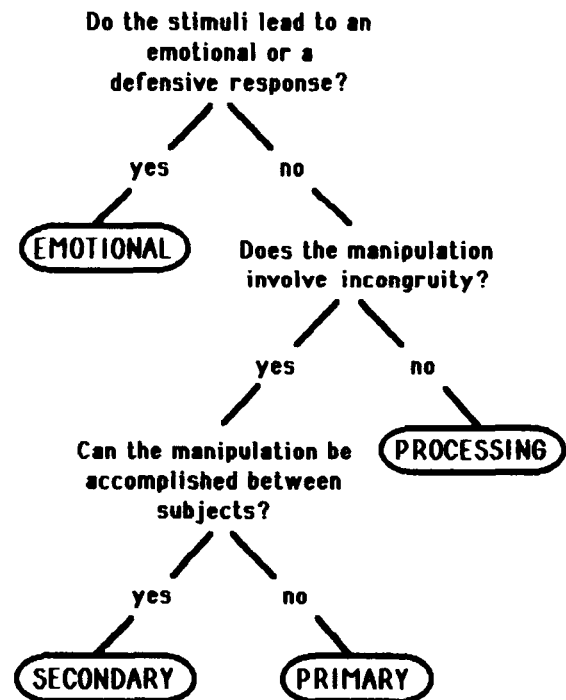 Do the stimuli lead to an
emotional or a
defensive response?
yes
no
EMOTIONAL
Does the manipulation
involve incongruity?
yes
no
Can the manipulation be
accomplished between
subjects?
PROCESSING
yes
no
SECONDARY
PRIMARY